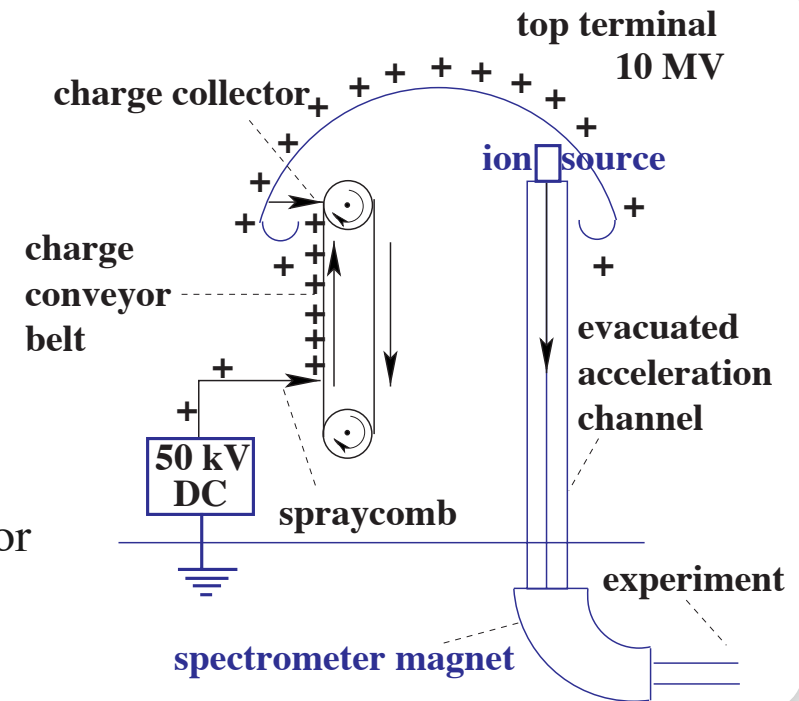 top terminal
10 MV
charge collector
ion source
charge
conveyor
belt
evacuated
acceleration
channel
50 kV
DC
spraycomb
or
experiment
spectrometer magnet